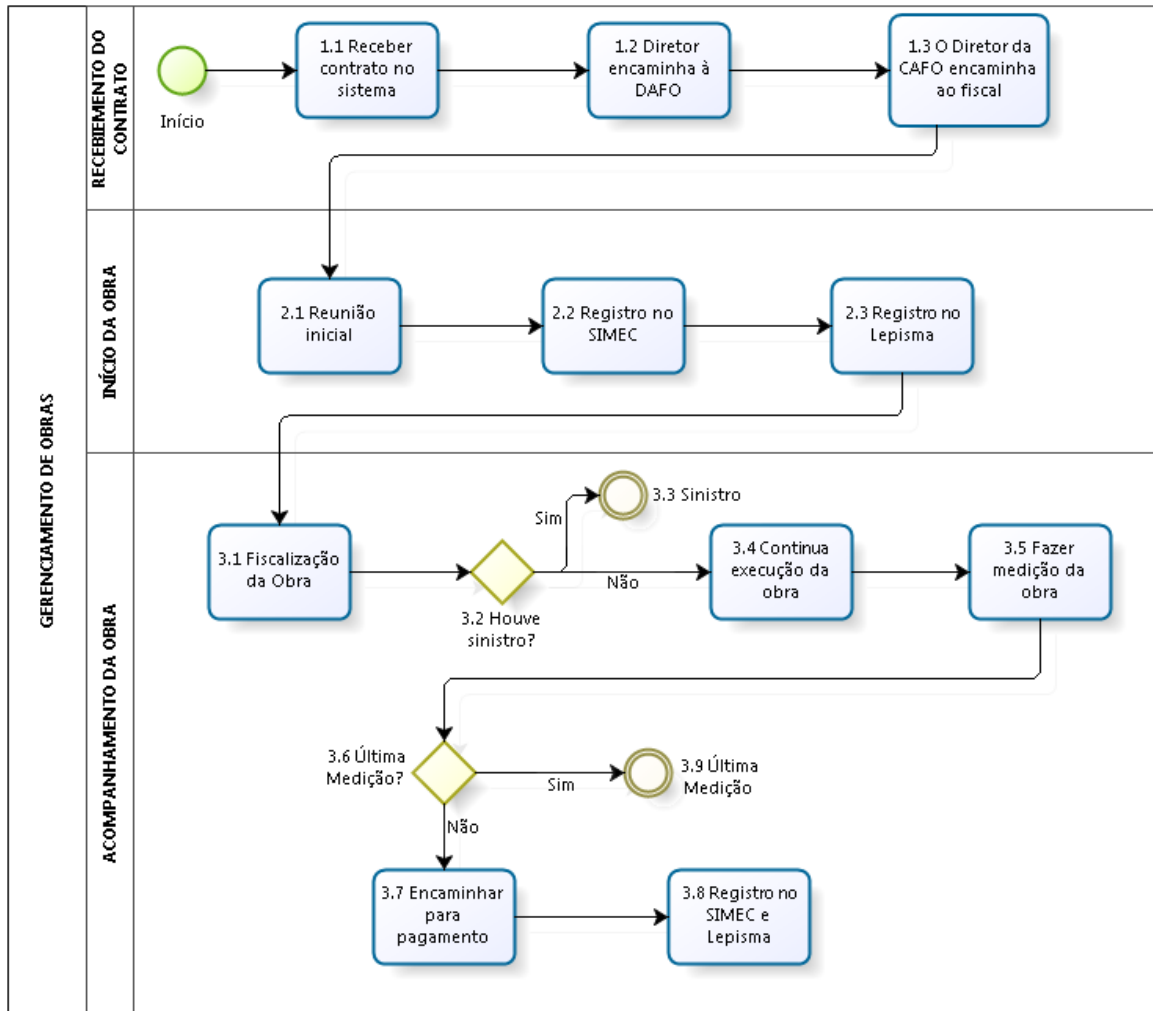 GERENCIAMENTO DE OBRAS
RECEBIEMENTO DO
CONTRATO
Início
1.1 Receber
contrato no
sistema
1.2 Diretor
encaminha à
DAFO
1.3 O Diretor da
CAFO encaminha
ao fiscal
INÍCIO DA OBRA
2.1 Reunião
inicial
2.2 Registro no
SIMEC
2.3 Registro no
Lepisma
ACOMPANHAMENTO DA OBRA
3.1 Fiscalização
da Obra
3.2 Houve
sinistro?
Sim
3.3 Sinistro
Não
3.4 Continua
execução da
obra
3.5 Fazer
medição da
obra
3.6 Última
Medição?
Sim
3.9 Última
Medição
Não
3.7 Encaminhar
para
pagamento
3.8 Registro no
SIMEC e
Lepisma